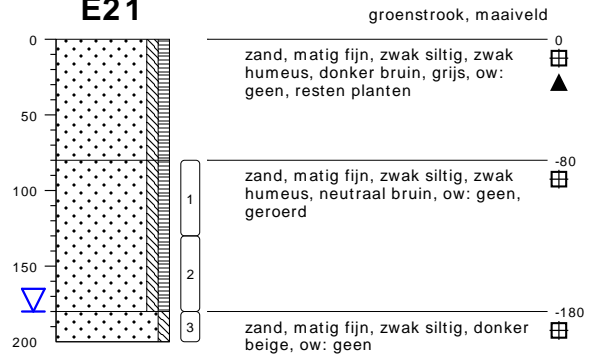 E21
groenstrook, maaiveld
0
0
zand, matig fijn, zwak siltig, zwak
humeus, donker bruin, grijs, ow:
geen, resten planten
50
-80
zand, matig fijn, zwak siltig, zwak
humeus, neutraal bruin, ow: geen,
geroerd
100
1
150
2
-180
zand, matig fijn, zwak siltig, donker
beige, ow: geen
3
200